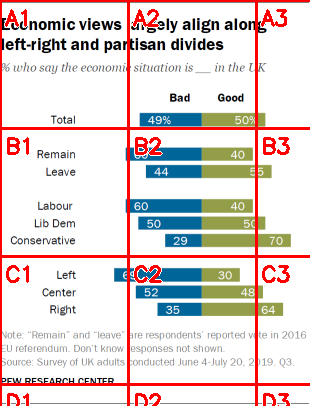 Economic views largely align along
left-right and partisan divides
% who say the economic situation is __ in the UK
Bad Good
Total 49% 50%
Remain 40
Leave 44 55
Labour 60 40
Lib Dem 50 50
Conservative 29 70
Left 30
Center 52 48
Right 35 64
Note: "Remain" and "leave" are respondents' reported vote in 2016
EU referendum. Don't know responses not shown.
Source: Survey of UK adults conducted June 4-July 20, 2019. Q3.
PEW RESEARCH CENTER
A1 A2 A3
B1 B2 B3
C1 C2 C3
D1 D2 D3